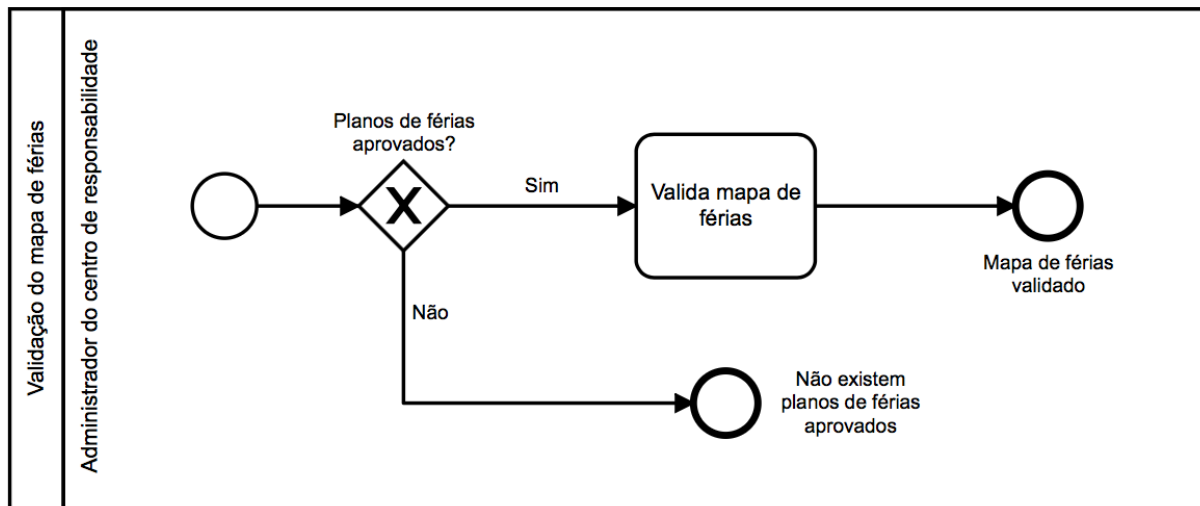 Validação do mapa de férias
Administrador do centro de responsabilidade
Planos de férias
aprovados?
X
Sim
Valida mapa de
férias
Mapa de férias
validado
Não
Não existem
planos de férias
aprovados